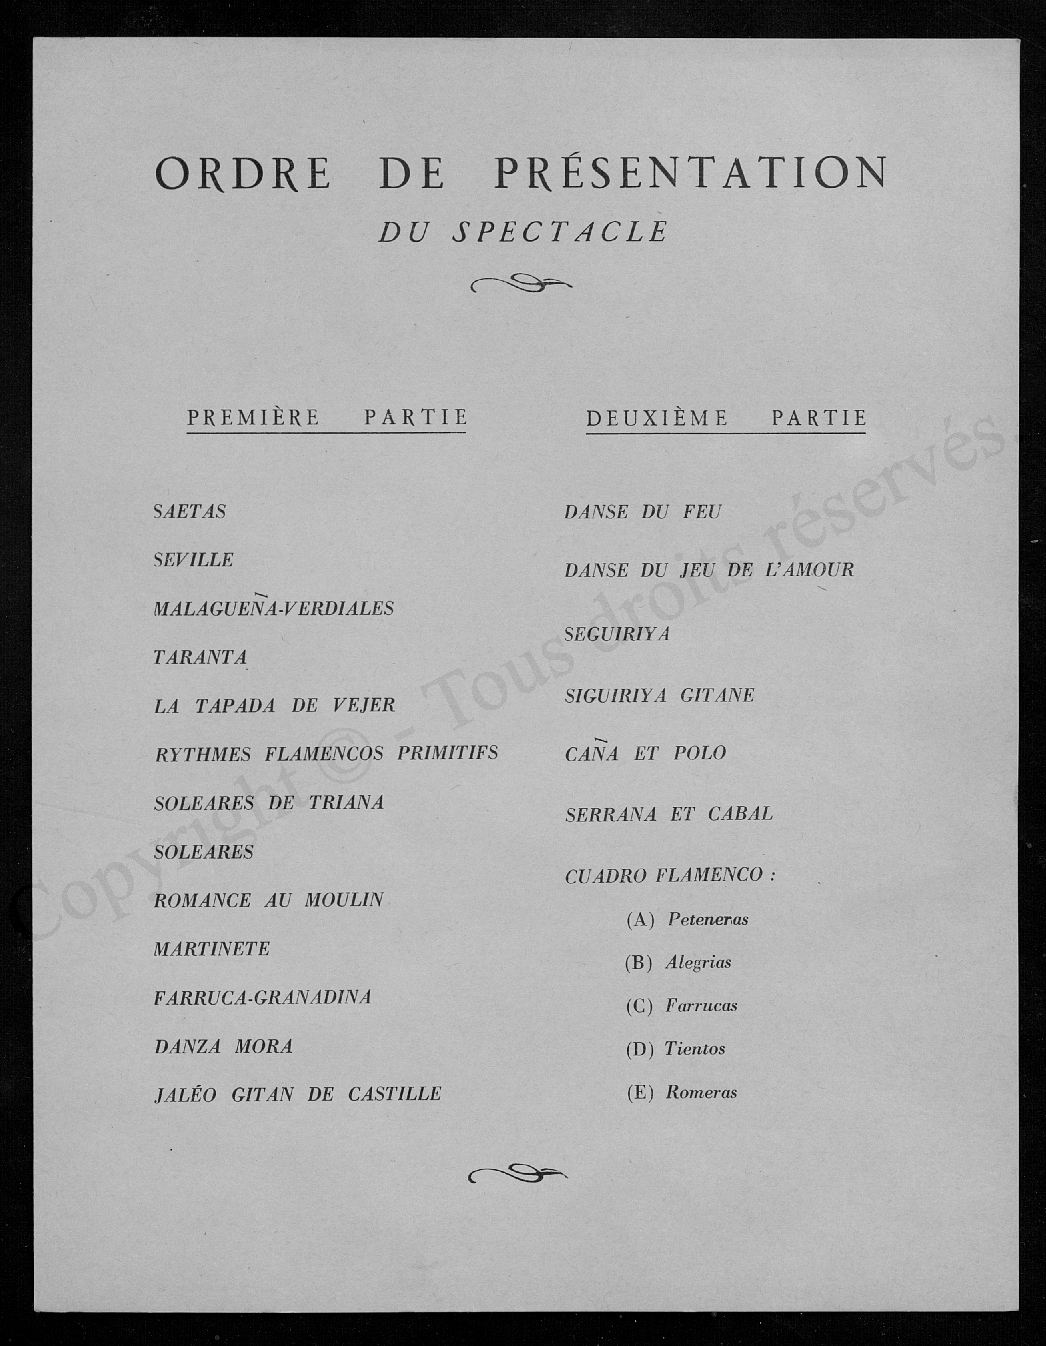 ORDRE DE PRÉSENTATION
DU SPECTACLE
PREMIÈRE PARTIE
SAETAS
SEVILLE
MALAGUEÑA-VERDIALES
TARANTA
LA TAPADA DE VEJER
RYTHMES FLAMENCOS PRIMITIFS
SOLEARES DE TRIANA
SOLEARES
ROMANCE AU MOULIN
MARTINETE
FARRUCA-GRANADINA
DANZA MORA
JALÉO GITAN DE CASTILLE
DEUXIÈME PARTIE
DANSE DU FEU
DANSE DU JEU DE L'AMOUR
SEGUIRIYA
SIGUIRIYA GITANE
CAÑA ET POLO
SERRANA ET CABAL
CUADRO FLAMENCO :
(A) Peteneras
(B) Alegrias
(C) Farrucas
(D) Tientos
(E) Romeras
Copyright © - Tous droits réservés.